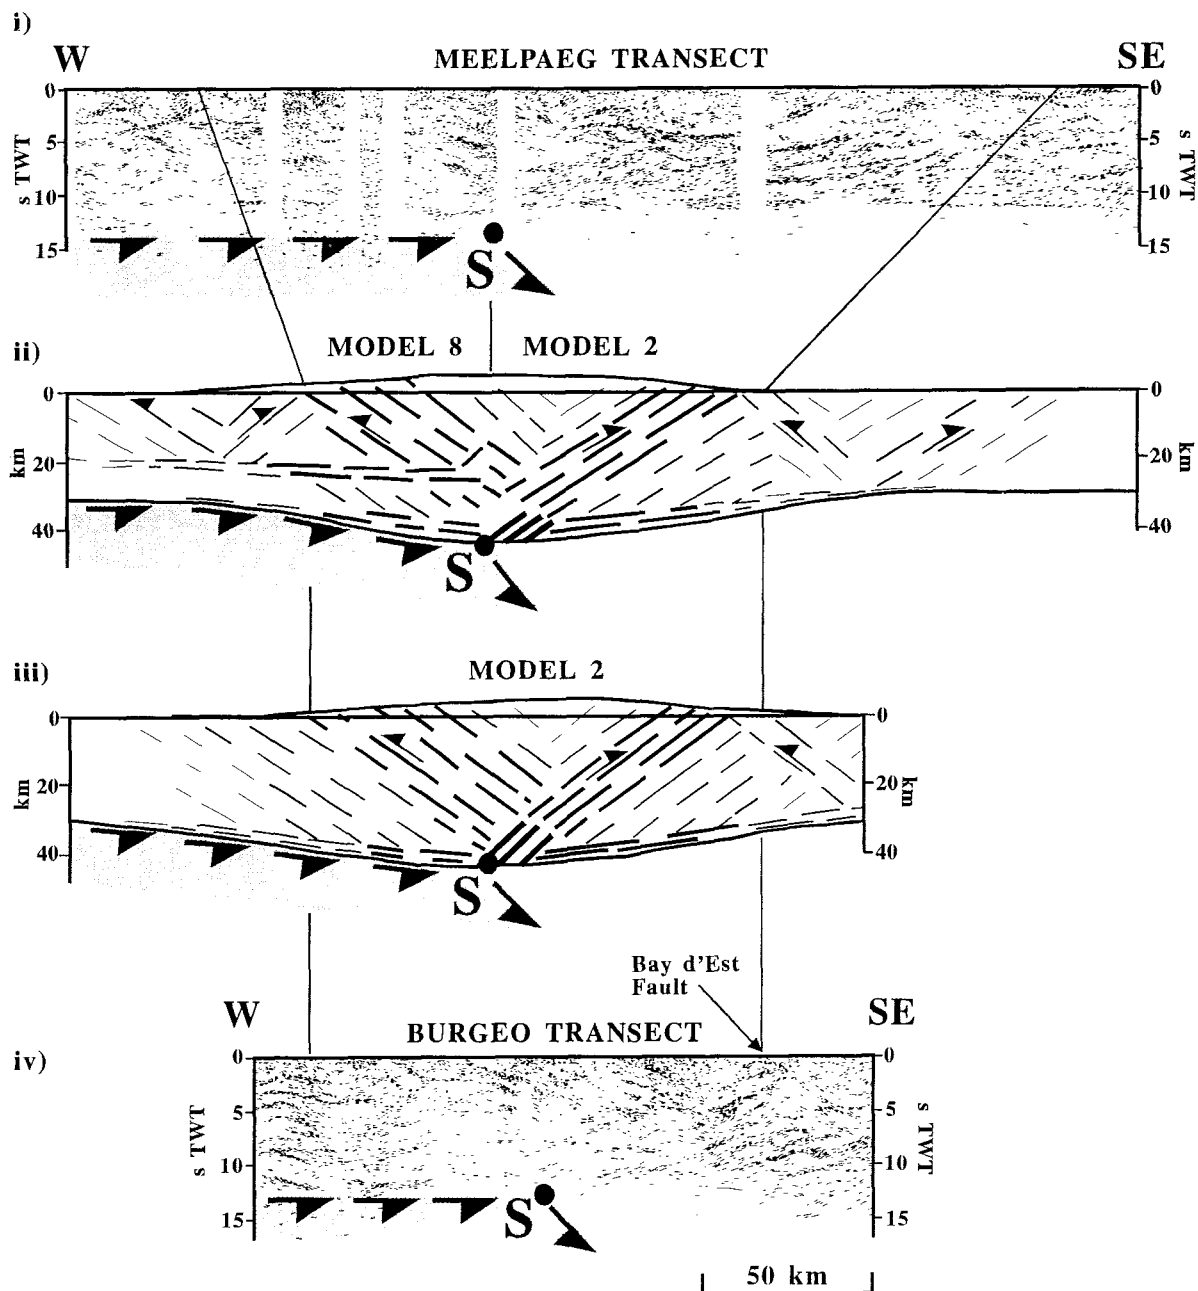 i)
W
MEELPAEG TRANSECT
SE
0
5
10
15
s TWT
0
5
10
15
s TWT
S
ii)
MODEL 8
MODEL 2
0
20
40
km
0
20
40
km
S
iii)
MODEL 2
0
20
40
km
0
20
40
km
S
Bay d'Est
Fault
iv)
W
BURGEO TRANSECT
SE
0
5
10
15
s TWT
0
5
10
15
s TWT
S
50 km